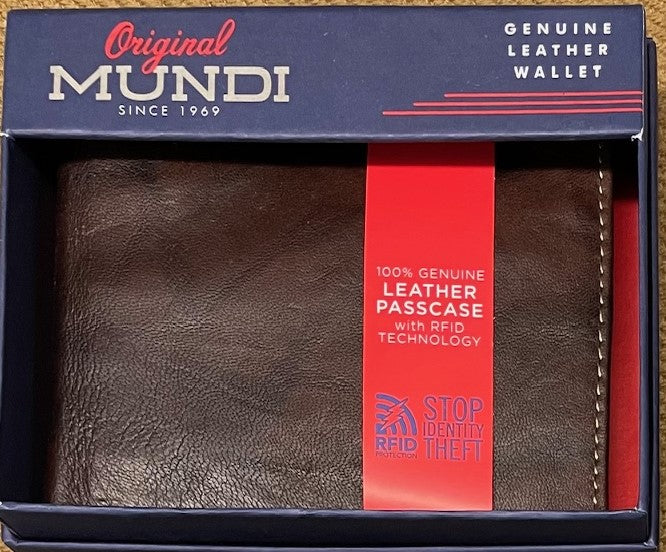 Original
MUNDI
SINCE 1969
GENUINE
LEATHER
WALLET
100% GENUINE
LEATHER
PASSCASE
with RFID
TECHNOLOGY
RFID
PROTECTION
STOP
IDENTITY
THEFT